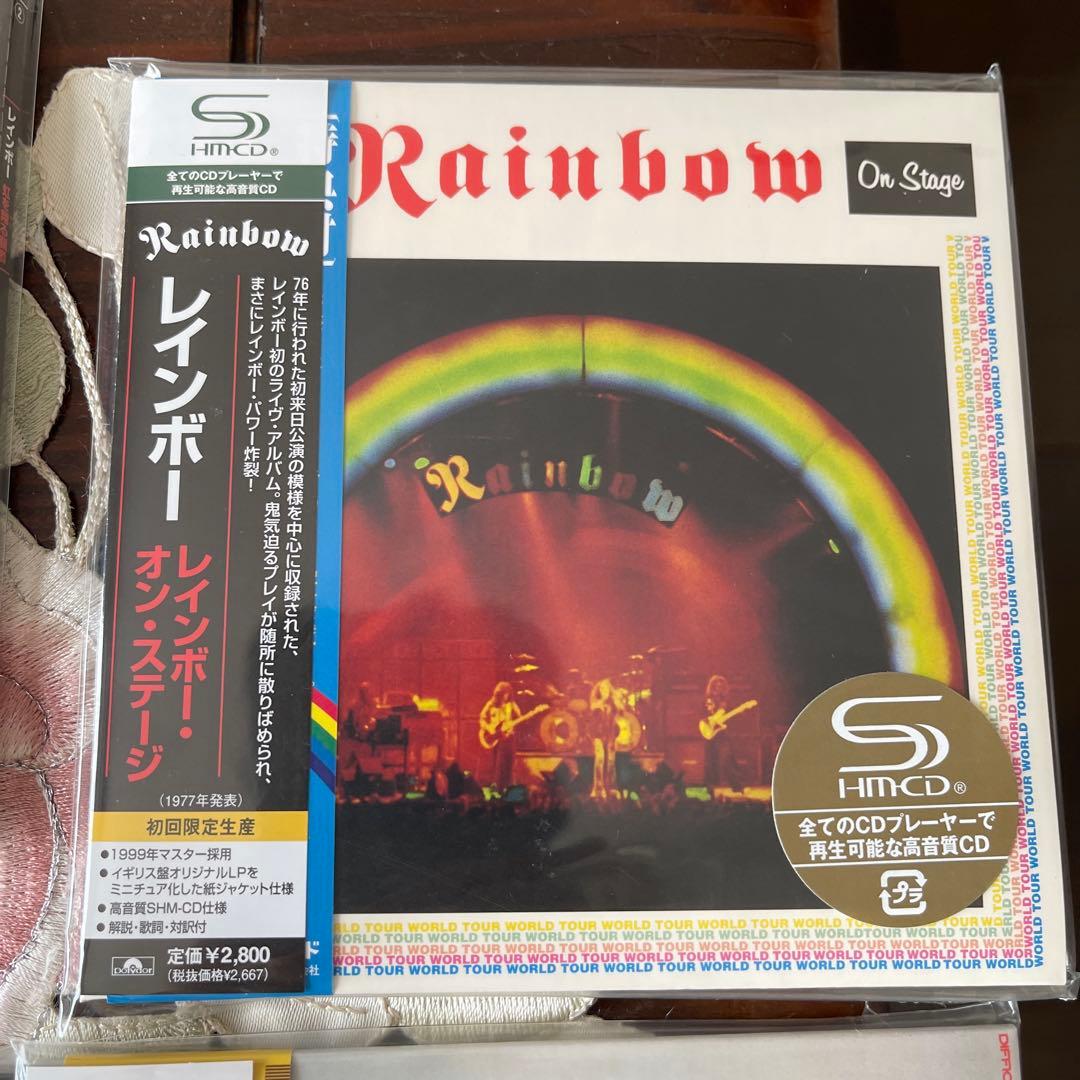 SHM-CD®
全てのCDプレーヤーで
再生可能な高音質CD
Rainbow
レインボー
レインボー・
オン・ステージ
76年に行われた初来日公演の模様を中心に収録された、
レインボー初のライヴ・アルバム。鬼気迫るプレイが随所に散りばめられ、
まさにレインボー・パワー炸裂!
(1977年発表)
初回限定生産
●1999年マスター採用
●イギリス盤オリジナルLPを
ミニチュア化した紙ジャケット仕様
●高音質SHM-CD仕様
●解説・歌詞・対訳付
polydor
定価¥2,800
(税抜価格¥2,667)
Rainbow
On Stage
Rainbow
WORLD TOUR WORLD TOUR WORLD TOUR WORLD TOUR WORLD TOUR WORLD TOUR
SHM-CD®
全てのCDプレーヤーで
再生可能な高音質CD
プラ
レインボー
②